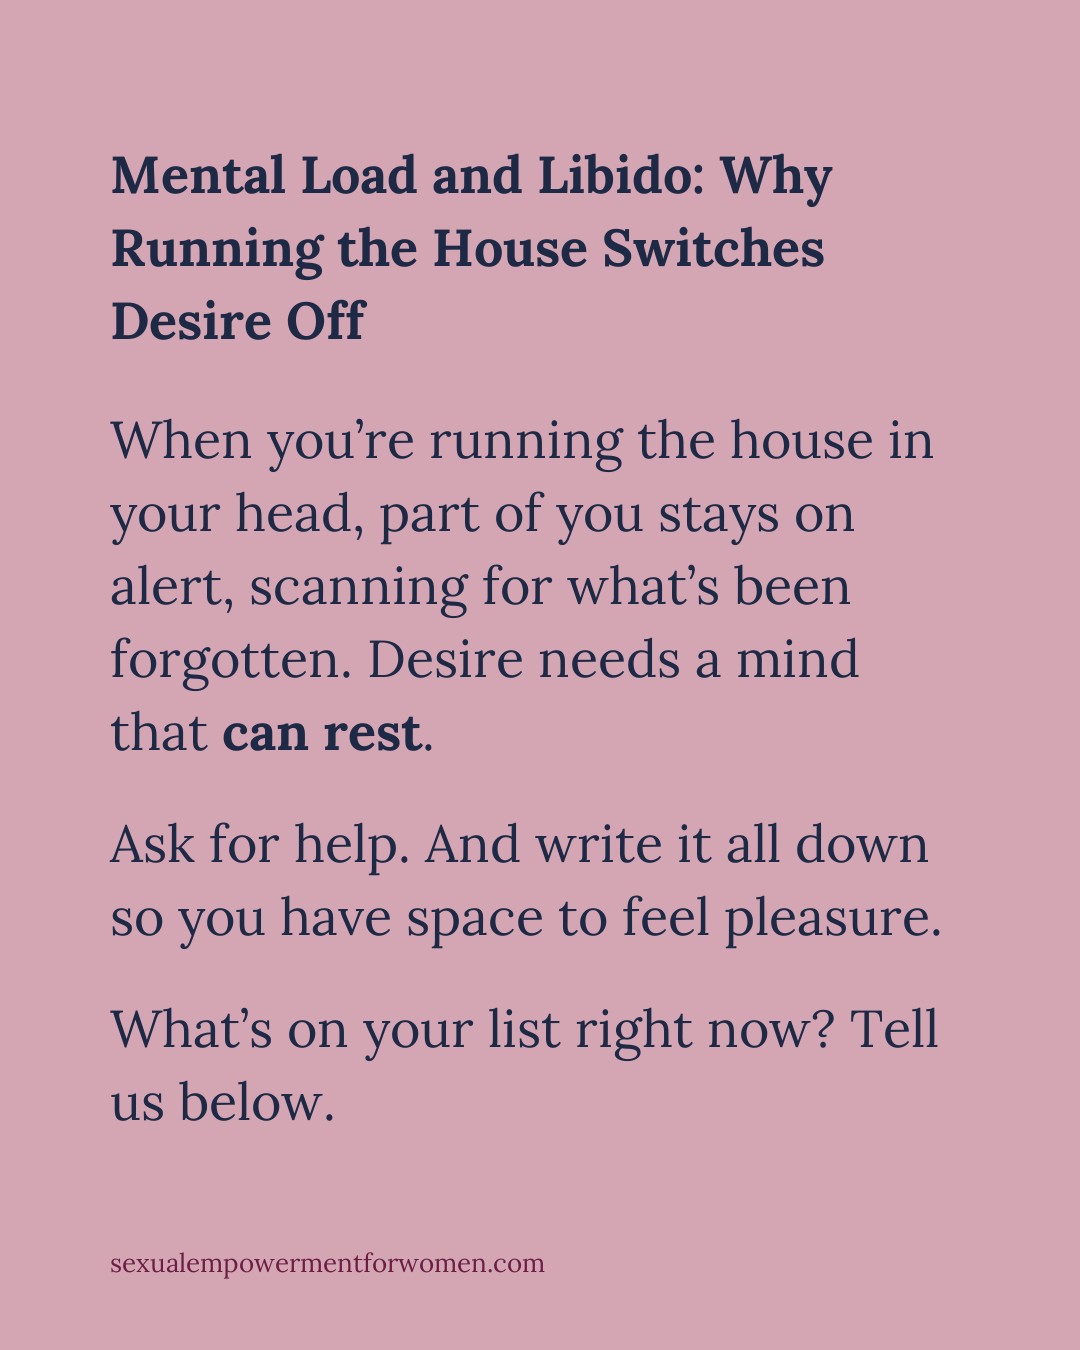 Mental Load and Libido: Why
Running the House Switches
Desire Off
When you’re running the house in
your head, part of you stays on
alert, scanning for what’s been
forgotten. Desire needs a mind
that can rest.
Ask for help. And write it all down
so you have space to feel pleasure.
What’s on your list right now? Tell
us below.
sexualempowermentforwomen.com